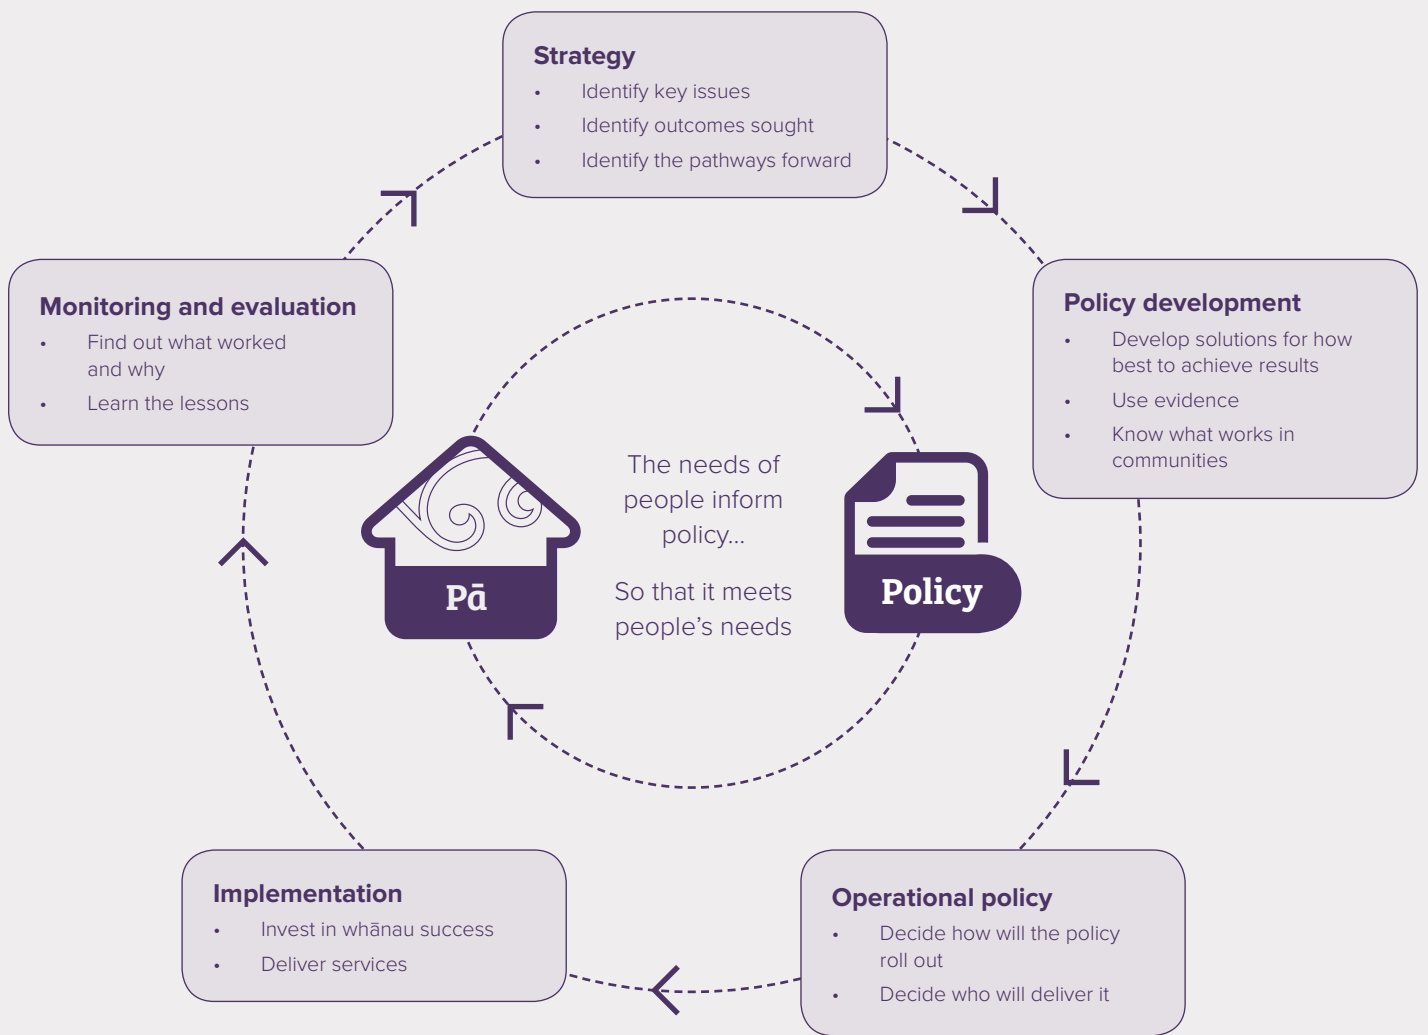 Strategy
• Identify key issues
• Identify outcomes sought
• Identify the pathways forward
Policy development
• Develop solutions for how
best to achieve results
• Use evidence
• Know what works in
communities
Operational policy
• Decide how will the policy
roll out
• Decide who will deliver it
Implementation
• Invest in whānau success
• Deliver services
Monitoring and evaluation
• Find out what worked
and why
• Learn the lessons
Pā
The needs of
people inform
policy...
So that it meets
people’s needs
Policy